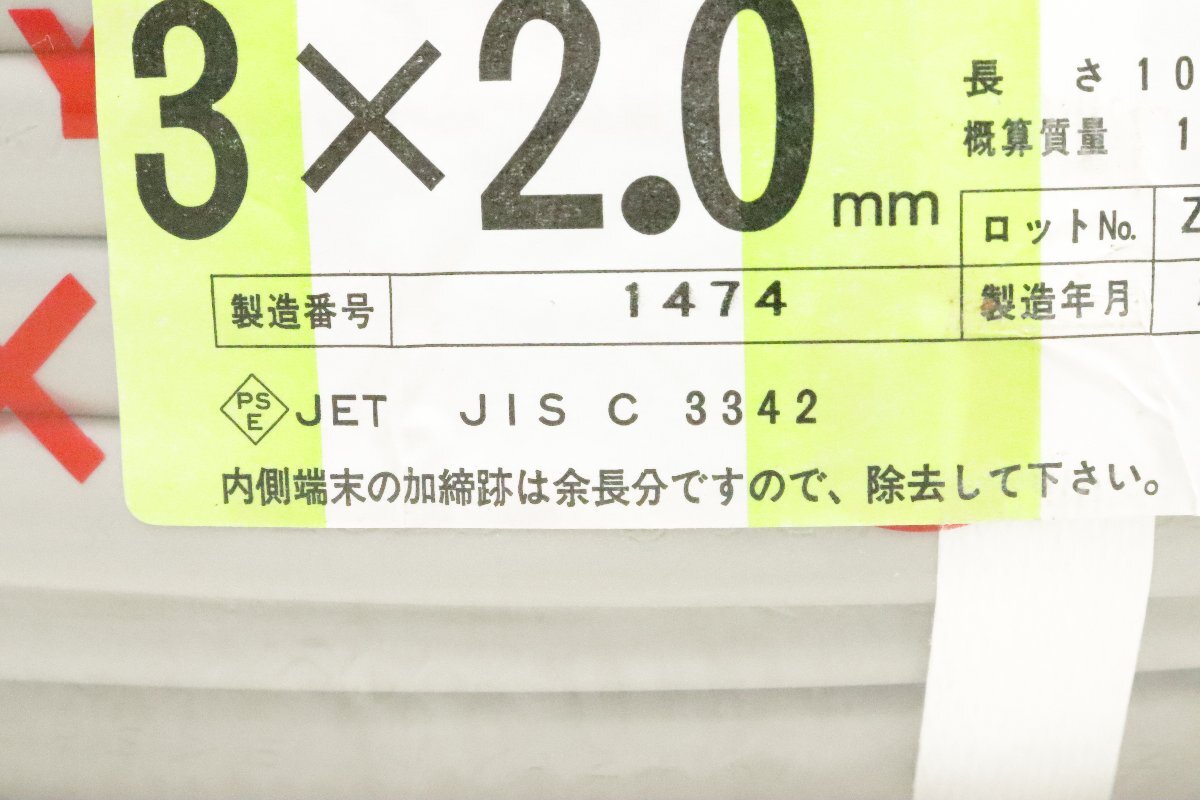 Y
K
3×2.0mm
長さ 10
概算質量 1
ロットNo. Z
製造番号 1474
製造年月
PSE JET JIS C 3342
内側端末の加締跡は余長分ですので、除去して下さい。